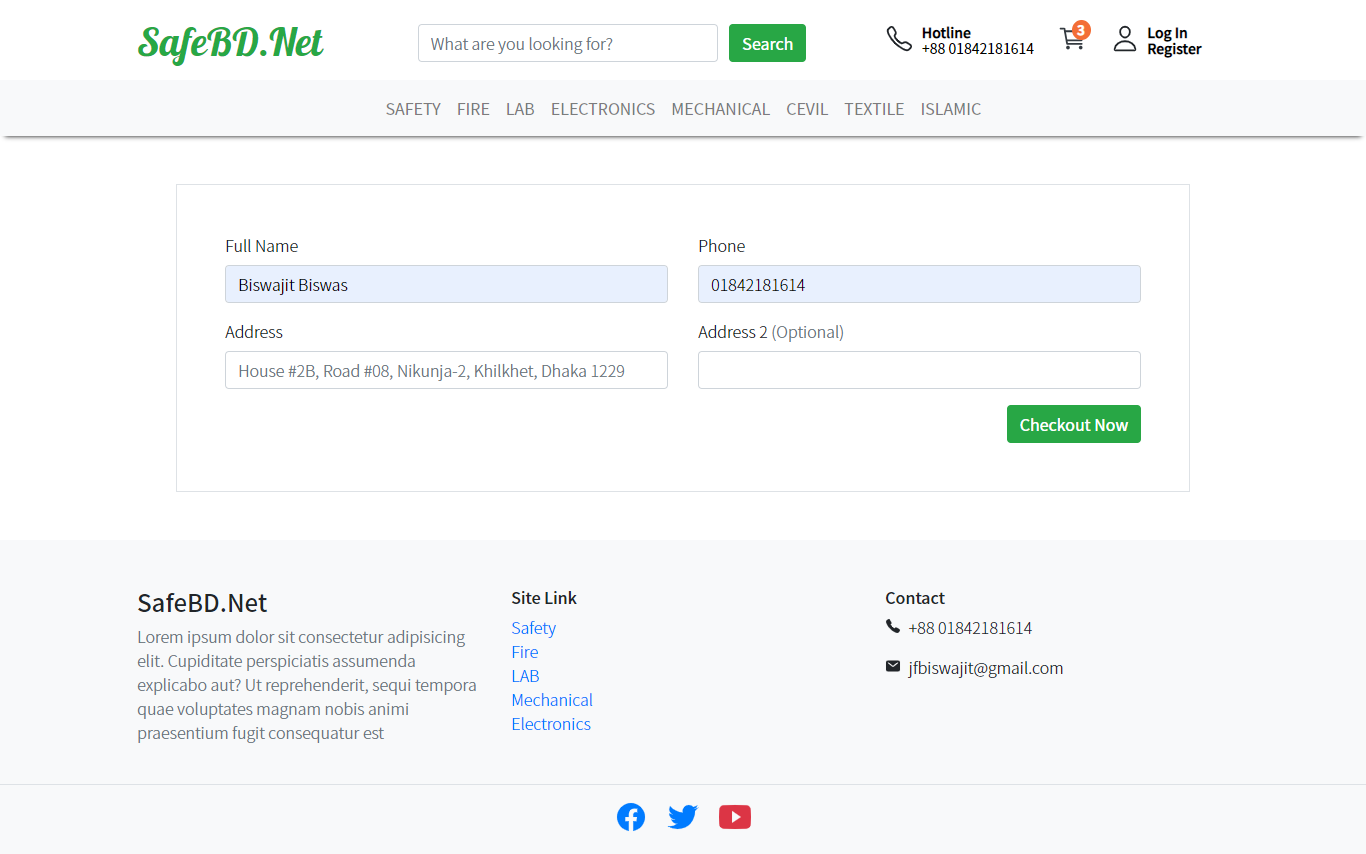 SafeBD.Net
What are you looking for?
Search
Hotline
+88 01842181614
3
Log In
Register
SAFETY FIRE LAB ELECTRONICS MECHANICAL CEVIL TEXTILE ISLAMIC
Full Name
Biswajit Biswas
Phone
01842181614
Address
House #2B, Road #08, Nikunja-2, Khilkhet, Dhaka 1229
Address 2 (Optional)
Checkout Now
SafeBD.Net
Lorem ipsum dolor sit consectetur adipisicing
elit. Cupiditate perspiciatis assumenda
explicabo aut? Ut reprehenderit, sequi tempora
quae voluptates magnam nobis animi
praesentium fugit consequatur est
Site Link
Safety
Fire
LAB
Mechanical
Electronics
Contact
+88 01842181614
jfbiswajit@gmail.com